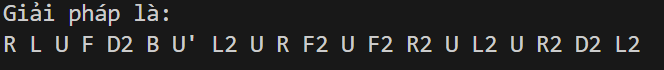 Giải pháp là:
R L U F D2 B U' L2 U R F2 U F2 R2 U L2 U R2 D2 L2